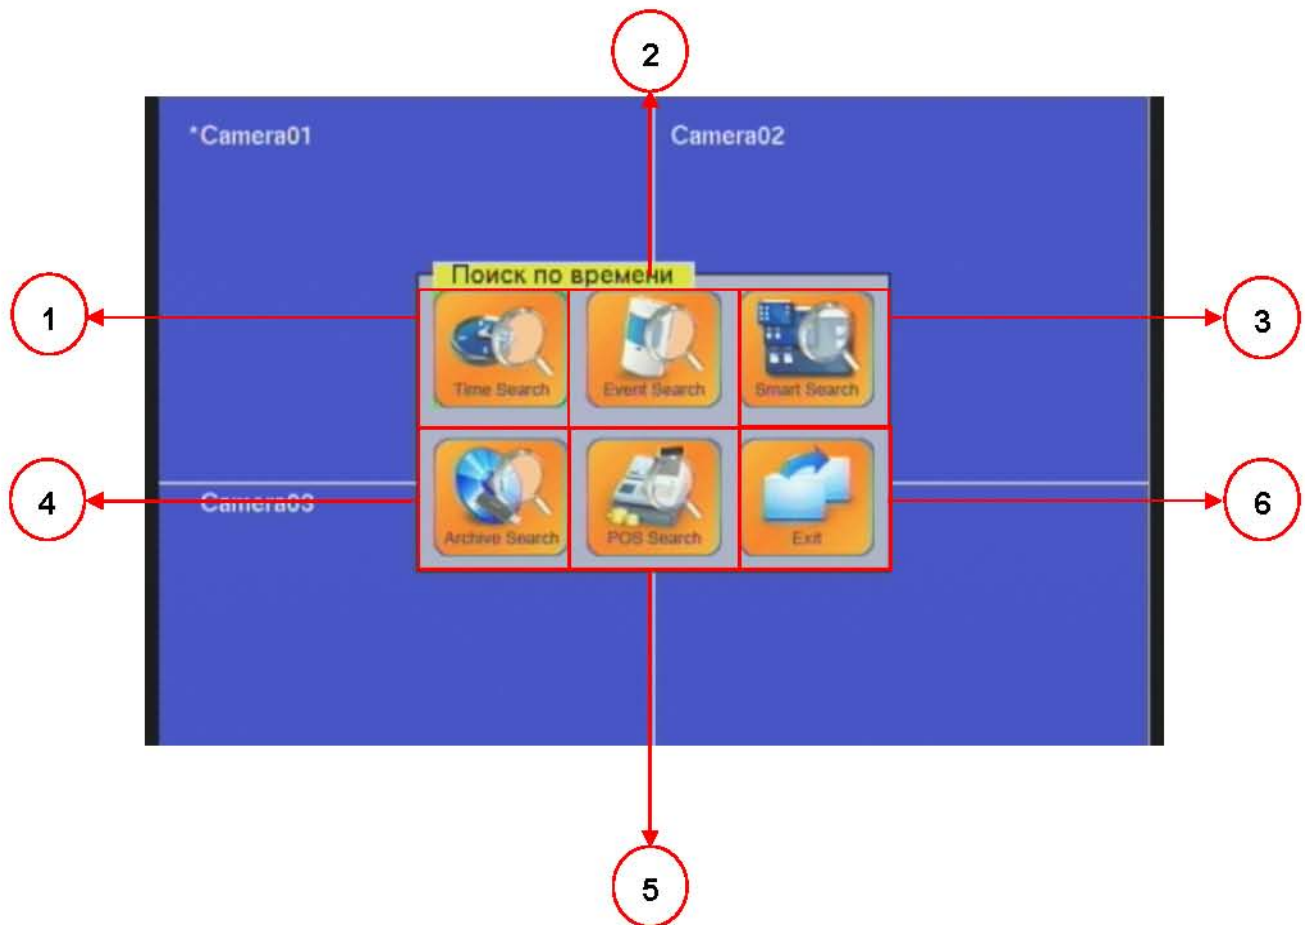 2
*Camera01
Camera02
Поиск по времени
1
3
Time Search
Event Search
Smart Search
4
Camera03
6
Archive Search
POS Search
Exit
5